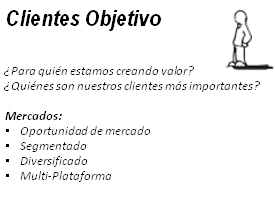 Clientes Objetivo
¿Para quién estamos creando valor?
¿Quiénes son nuestros clientes más importantes?
Mercados:
▪ Oportunidad de mercado
▪ Segmentado
▪ Diversificado
▪ Multi-Plataforma